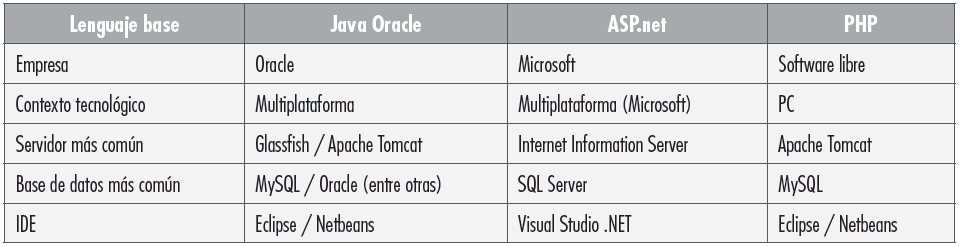 Lenguaje base Java Oracle ASP.net PHP
Empresa Oracle Microsoft Software libre
Contexto tecnológico Multiplataforma Multiplataforma (Microsoft) PC
Servidor más común Glassfish / Apache Tomcat Internet Information Server Apache Tomcat
Base de datos más común MySQL / Oracle (entre otras) SQL Server MySQL
IDE Eclipse / Netbeans Visual Studio .NET Eclipse / Netbeans